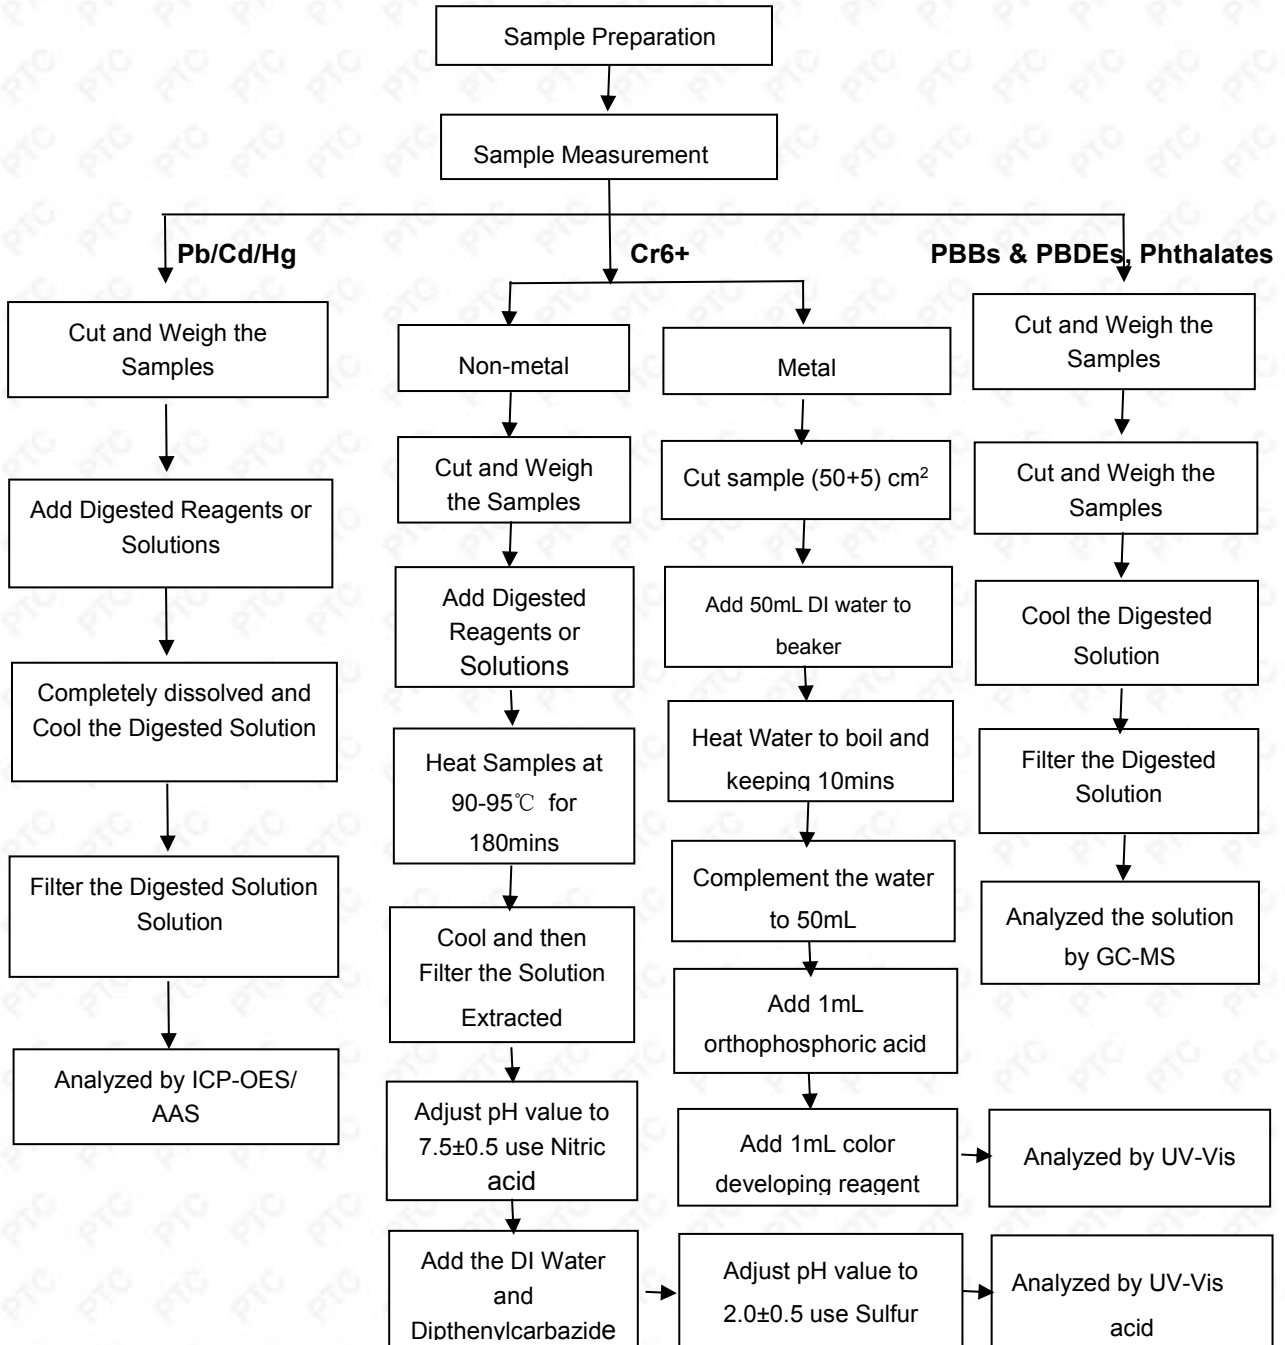 Sample Preparation
Sample Measurement
Pb/Cd/Hg
Cr6+
PBBs & PBDEs, Phthalates
Cut and Weigh the
Samples
Add Digested Reagents or
Solutions
Completely dissolved and
Cool the Digested Solution
Filter the Digested Solution
Solution
Analyzed by ICP-OES/
AAS
Non-metal
Cut and Weigh
the Samples
Add Digested
Reagents or
Solutions
Heat Samples at
90-95℃ for
180mins
Cool and then
Filter the Solution
Extracted
Adjust pH value to
7.5±0.5 use Nitric
acid
Add the DI Water
and
Dipthenylcarbazide
Adjust pH value to
2.0±0.5 use Sulfur
Analyzed by UV-Vis
acid
Metal
Cut sample (50+5) cm²
Add 50mL DI water to
beaker
Heat Water to boil and
keeping 10mins
Complement the water
to 50mL
Add 1mL
orthophosphoric acid
Add 1mL color
developing reagent
Analyzed by UV-Vis
Cut and Weigh the
Samples
Cut and Weigh the
Samples
Cool the Digested
Solution
Filter the Digested
Solution
Analyzed the solution
by GC-MS
PTC